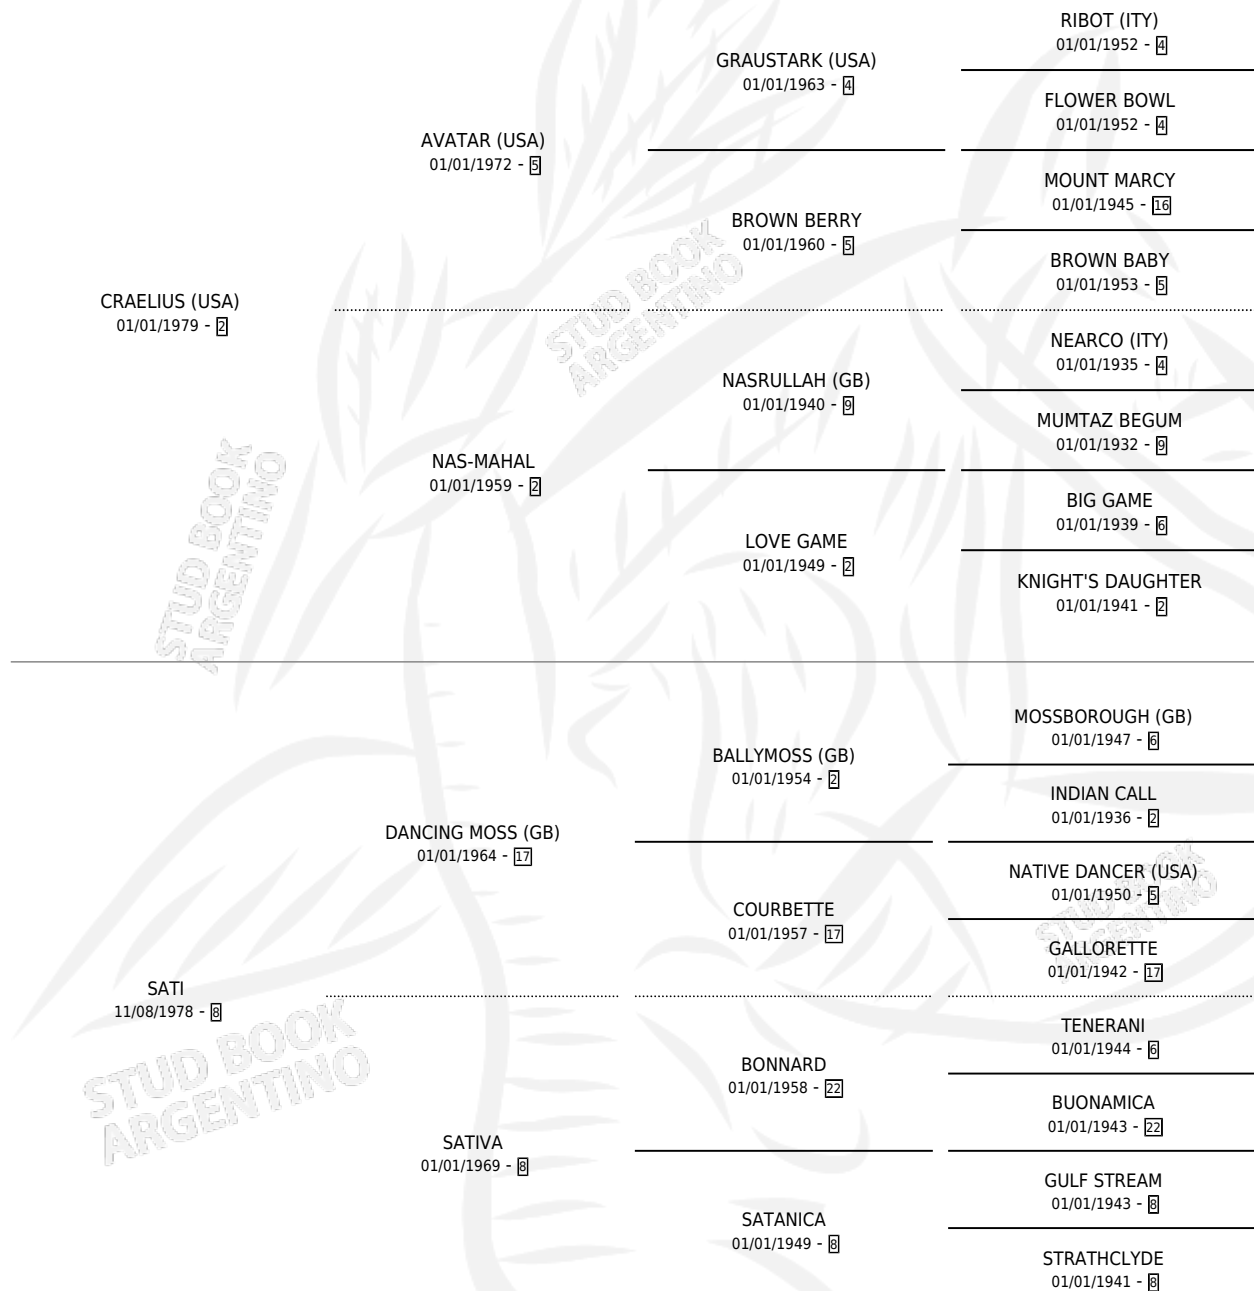 RIBOT (ITY)
01/01/1952 - 4
GRAUSTARK (USA)
01/01/1963 - 4
FLOWER BOWL
01/01/1952 - 4
AVATAR (USA)
01/01/1972 - 5
MOUNT MARCY
01/01/1945 - 16
BROWN BERRY
01/01/1960 - 5
BROWN BABY
01/01/1953 - 5
CRAELIUS (USA)
01/01/1979 - 2
NEARCO (ITY)
01/01/1935 - 4
NASRULLAH (GB)
01/01/1940 - 9
MUMTAZ BEGUM
01/01/1932 - 9
NAS-MAHAL
01/01/1959 - 2
BIG GAME
01/01/1939 - 6
LOVE GAME
01/01/1949 - 2
KNIGHT'S DAUGHTER
01/01/1941 - 2
MOSSBOROUGH (GB)
01/01/1947 - 6
BALLYMOSS (GB)
01/01/1954 - 2
INDIAN CALL
01/01/1936 - 2
DANCING MOSS (GB)
01/01/1964 - 17
NATIVE DANCER (USA)
01/01/1950 - 5
COURBETTE
01/01/1957 - 17
GALLORETTE
01/01/1942 - 17
SATI
11/08/1978 - 8
TENERANI
01/01/1944 - 6
BONNARD
01/01/1958 - 22
BUONAMICA
01/01/1943 - 22
SATIVA
01/01/1969 - 8
GULF STREAM
01/01/1943 - 8
SATANICA
01/01/1949 - 8
STRATHCLYDE
01/01/1941 - 8
STUD BOOK
ARGENTINO
STUD BOOK
ARGENTINO
STUD BOOK
ARGENTINO
STUD BOOK
ARGENTINO